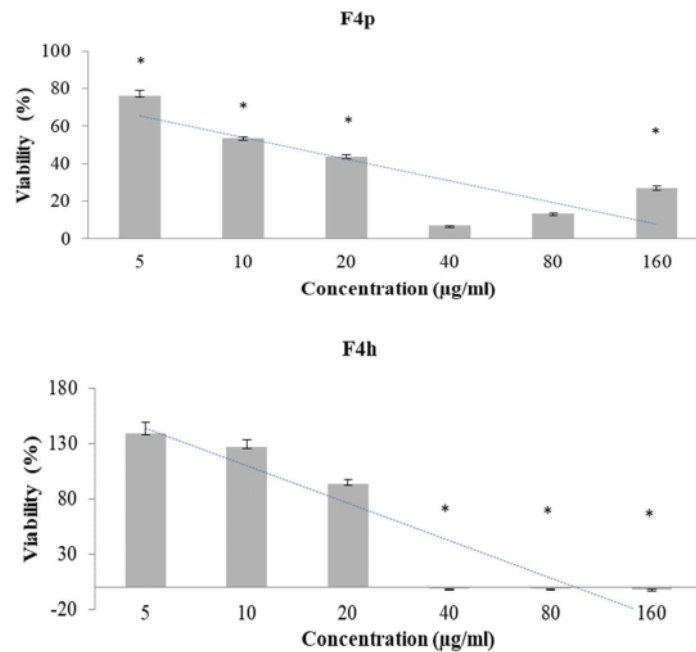 F4p
100
80
60
40
20
0
Viability (%)
* * * *
5 10 20 40 80 160
Concentration (µg/ml)
F4h
180
130
80
30
-20
Viability (%)
* * *
5 10 20 40 80 160
Concentration (µg/ml)